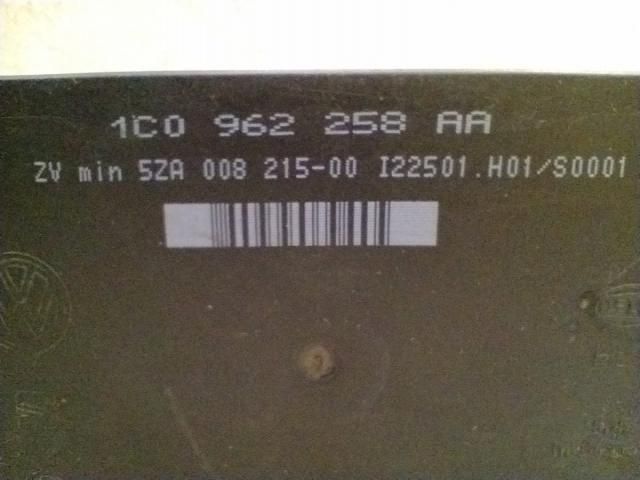 1C0 962 258 AA
ZV min 5ZA 008 215-00 I22501.H01/S0001